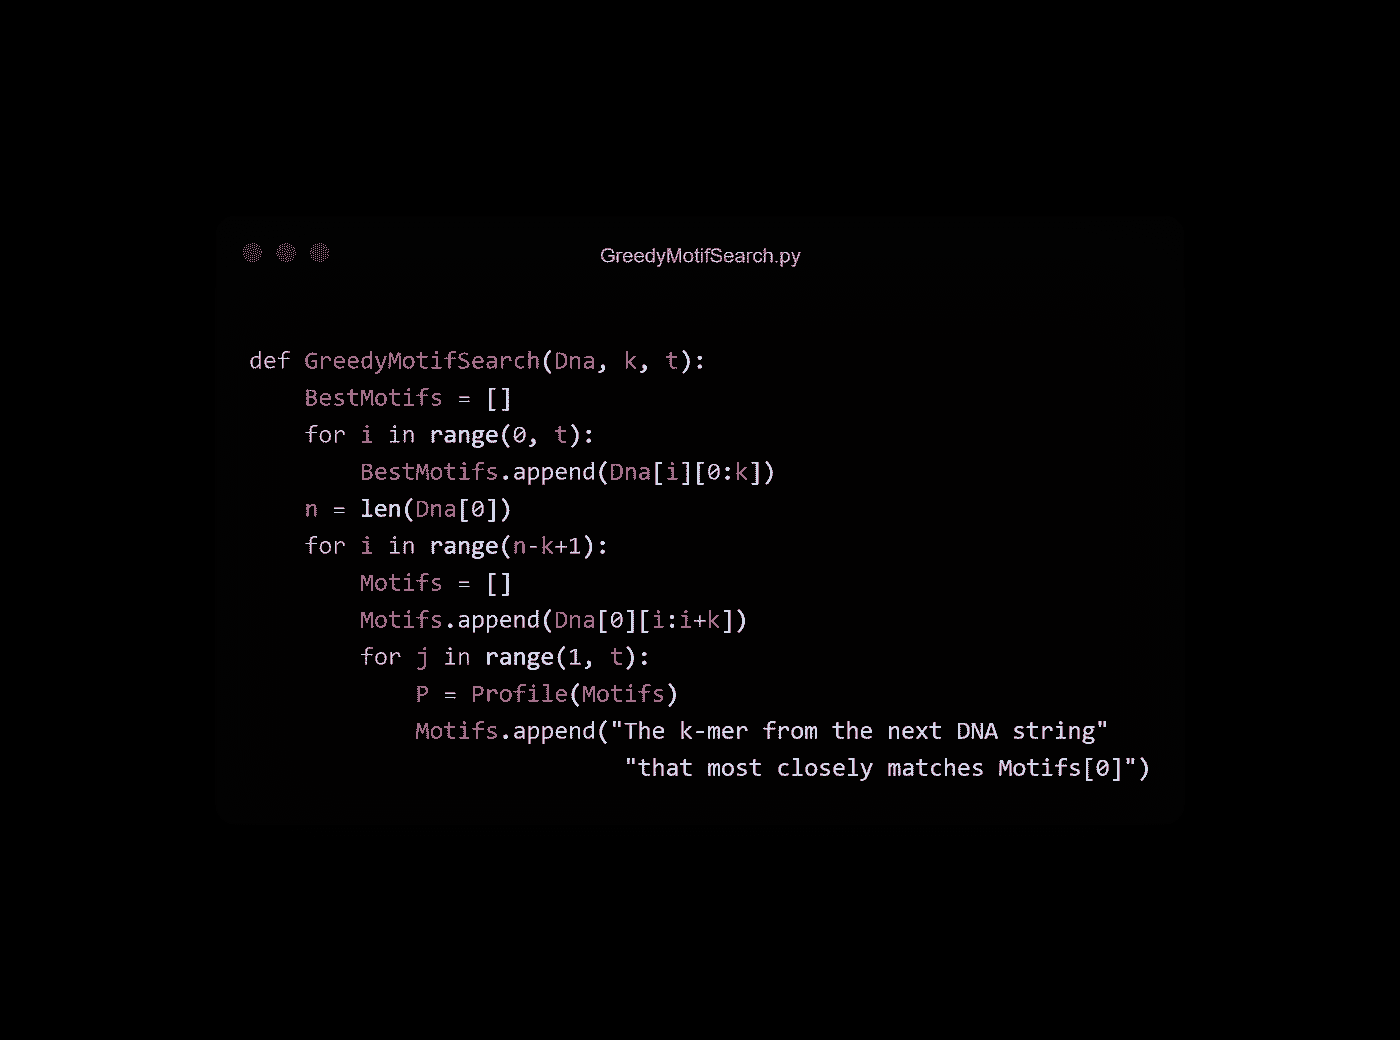 GreedyMotifSearch.py
def GreedyMotifSearch(Dna, k, t):
    BestMotifs = []
    for i in range(0, t):
        BestMotifs.append(Dna[i][0:k])
    n = len(Dna[0])
    for i in range(n-k+1):
        Motifs = []
        Motifs.append(Dna[0][i:i+k])
        for j in range(1, t):
            P = Profile(Motifs)
            Motifs.append("The k-mer from the next DNA string"
                           "that most closely matches Motifs[0]")